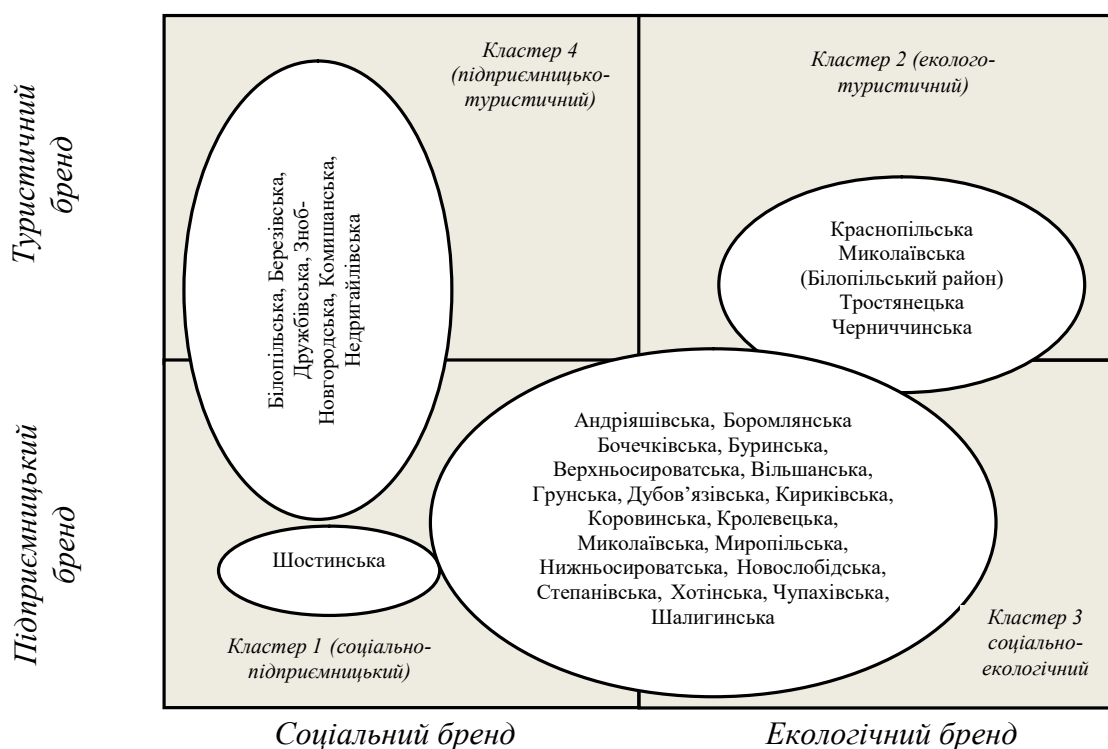 Туристичний
бренд
Підприємницький
бренд
Кластер 4
(підприємницько-
туристичний)
Кластер 2 (еколого-
туристичний)
Білопільська, Березівська,
Дружбівська, Зноб-
Новгородська, Комишанська,
Недригайлівська
Краснопільська
Миколаївська
(Білопільський район)
Тростянецька
Черниччинська
Андріяшівська, Боромлянська
Бочечківська, Буринська,
Верхньосироватська, Вільшанська,
Грунська, Дубов’язівська, Кириківська,
Коровинська, Кролевецька,
Миколаївська, Миропільська,
Нижньосироватська, Новослобідська,
Степанівська, Хотінська, Чупахівська,
Шалигинська
Шостинська
Кластер 1 (соціально-
підприємницький)
Кластер 3
соціально-
екологічний
Соціальний бренд
Екологічний бренд